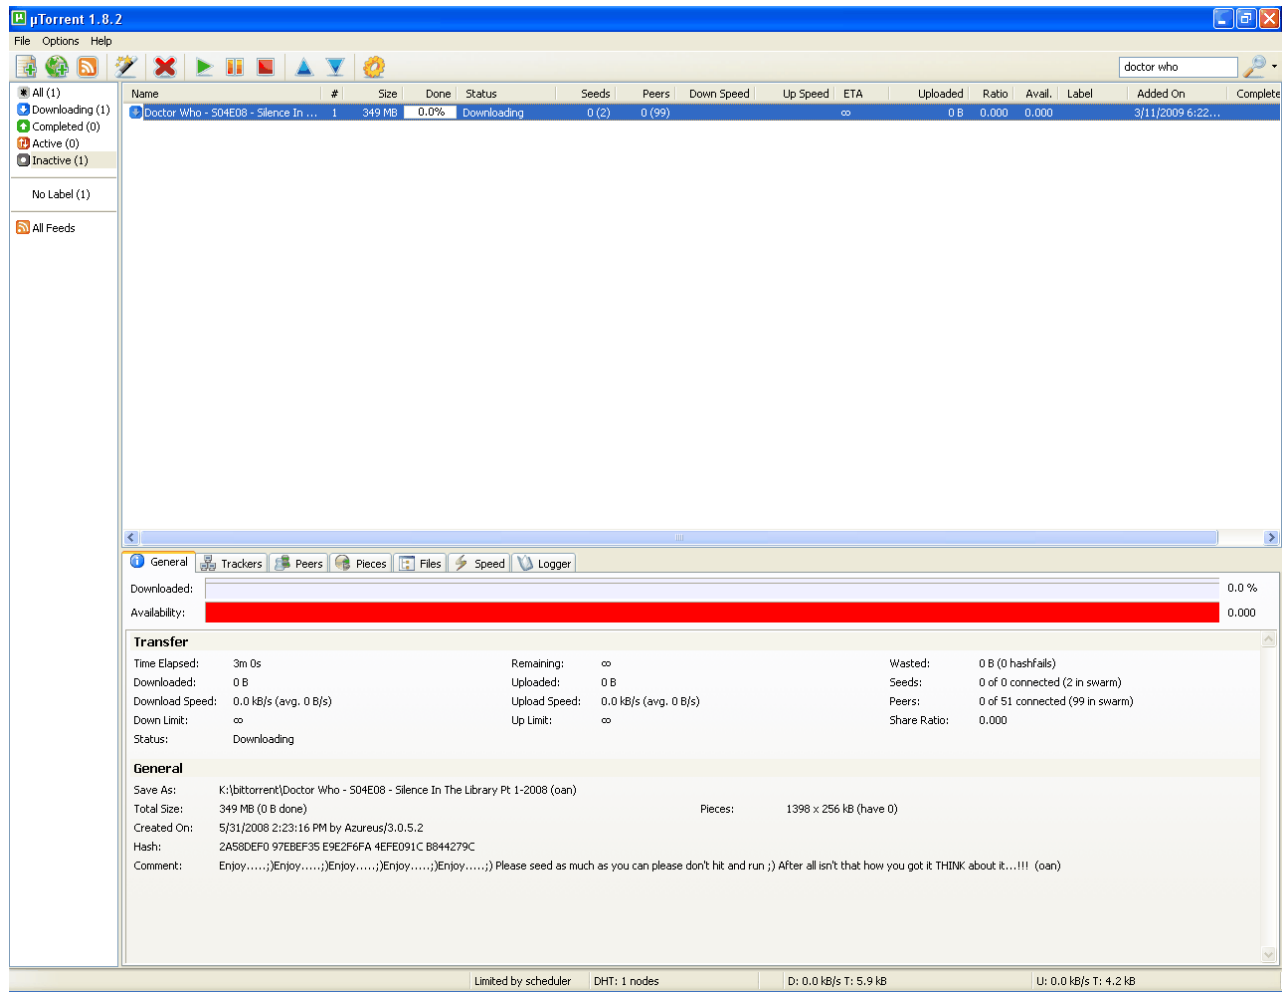 µTorrent 1.8.2
File Options Help
doctor who
All (1)
Downloading (1)
Completed (0)
Active (0)
Inactive (1)
No Label (1)
All Feeds
Name # Size Done Status Seeds Peers Down Speed Up Speed ETA Uploaded Ratio Avail. Label Added On Complete
Doctor Who - S04E08 - Silence In ... 1 349 MB 0.0% Downloading 0 (2) 0 (99) ∞ 0 B 0.000 0.000 3/11/2009 6:22...
General Trackers Peers Pieces Files Speed Logger
Downloaded: 0.0 %
Availability: 0.000
Transfer
Time Elapsed: 3m 0s Remaining: ∞ Wasted: 0 B (0 hashfails)
Downloaded: 0 B Uploaded: 0 B Seeds: 0 of 0 connected (2 in swarm)
Download Speed: 0.0 kB/s (avg. 0 B/s) Upload Speed: 0.0 kB/s (avg. 0 B/s) Peers: 0 of 51 connected (99 in swarm)
Down Limit: ∞ Up Limit: ∞ Share Ratio: 0.000
Status: Downloading
General
Save As: K:\bittorrent\Doctor Who - S04E08 - Silence In The Library Pt 1-2008 (oan)
Total Size: 349 MB (0 B done) Pieces: 1398 x 256 kB (have 0)
Created On: 5/31/2008 2:23:16 PM by Azureus/3.0.5.2
Hash: 2A58DEF0 97EBEF35 E9E2F6FA 4EFE091C B844279C
Comment: Enjoy.....;)Enjoy.....;)Enjoy.....;)Enjoy.....;)Enjoy.....;) Please seed as much as you can please don't hit and run ;) After all isn't that how you got it THINK about it...!!! (oan)
Limited by scheduler DHT: 1 nodes D: 0.0 kB/s T: 5.9 kB U: 0.0 kB/s T: 4.2 kB